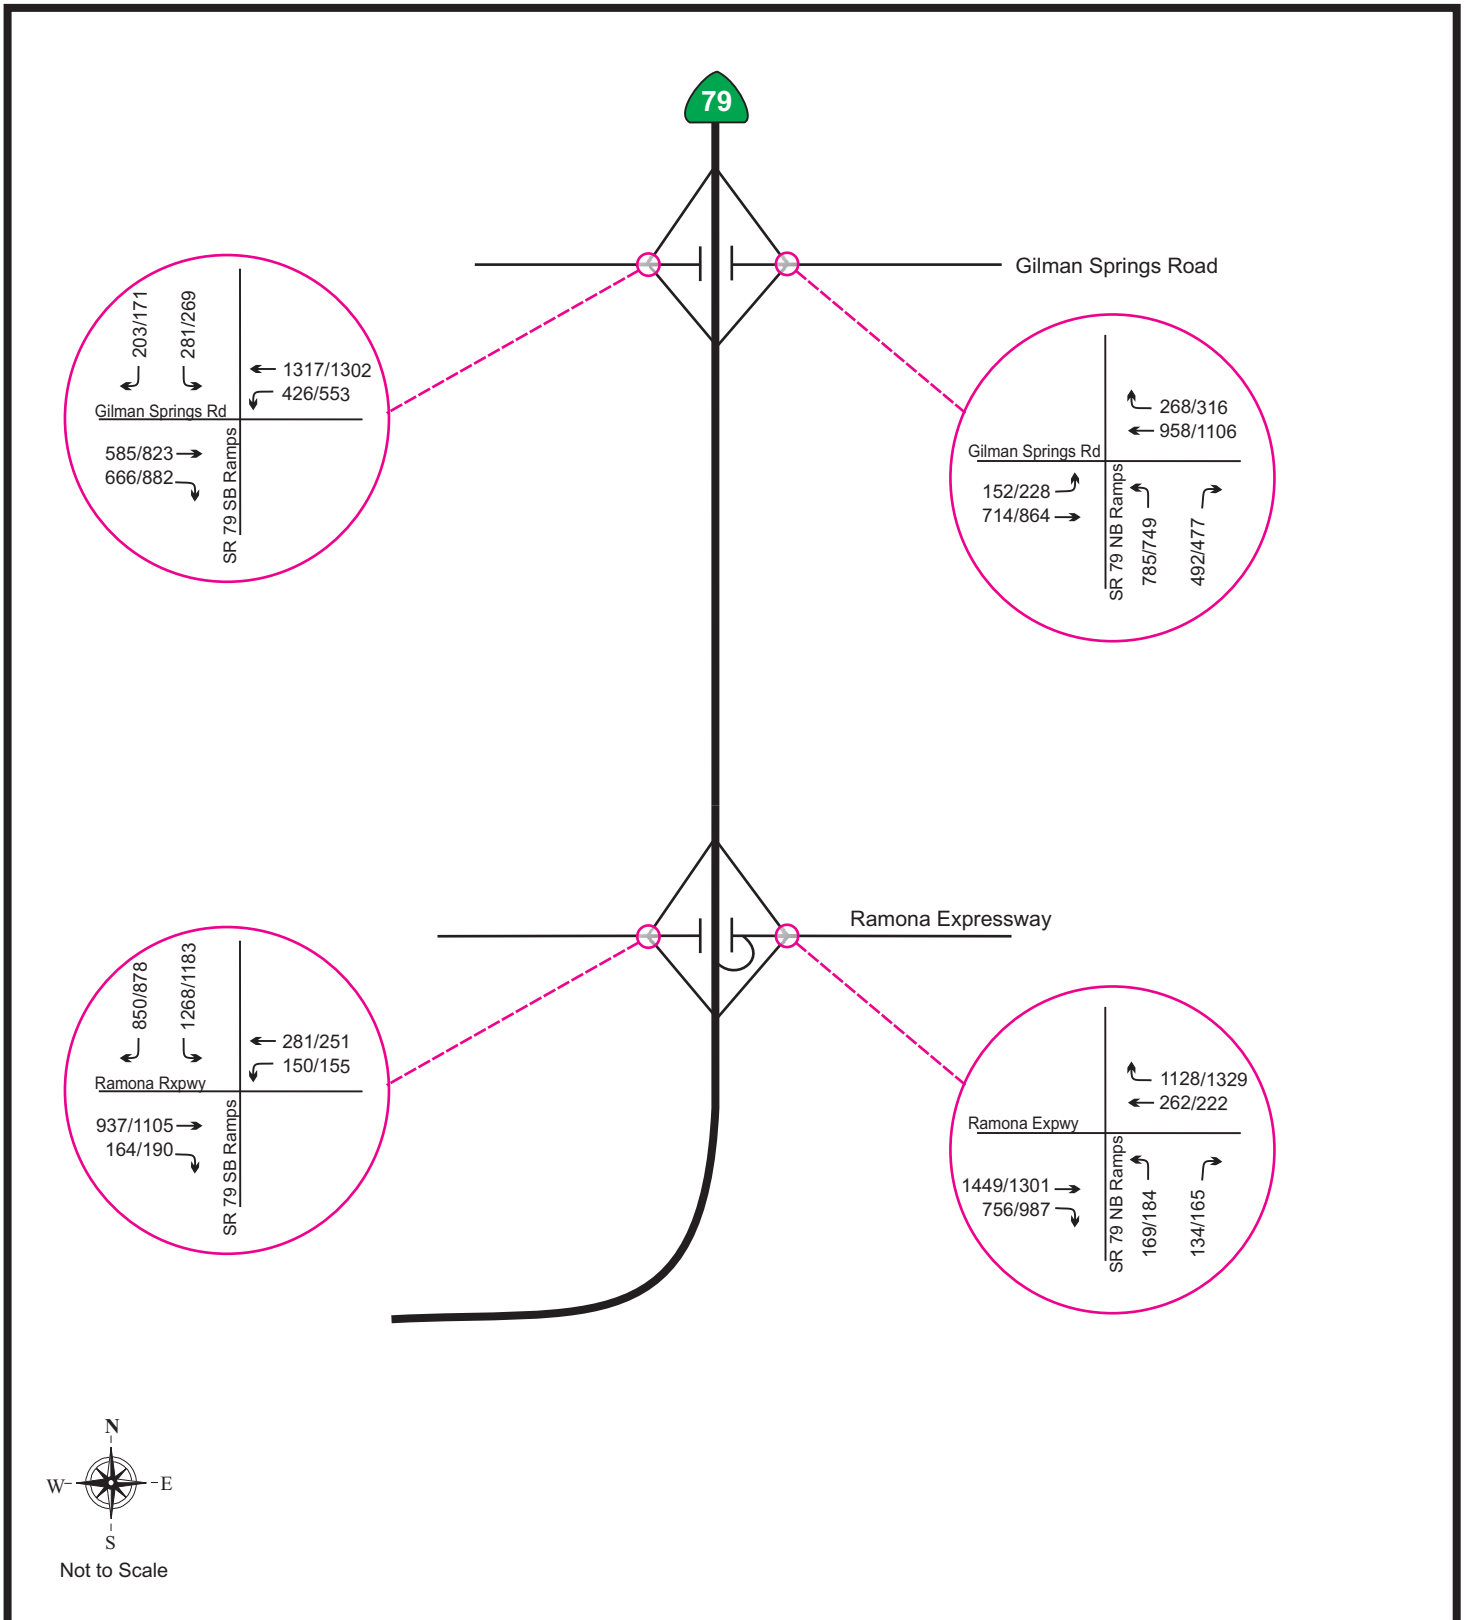 79
Gilman Springs Road
203/171
281/269
1317/1302
426/553
Gilman Springs Rd
585/823
666/882
SR 79 SB Ramps
268/316
958/1106
Gilman Springs Rd
152/228
714/864
SR 79 NB Ramps
785/749
492/477
Ramona Expressway
850/878
1268/1183
281/251
150/155
Ramona Rxpwy
937/1105
164/190
SR 79 SB Ramps
1128/1329
262/222
Ramona Expwy
1449/1301
756/987
SR 79 NB Ramps
169/184
134/165
N
W
E
S
Not to Scale